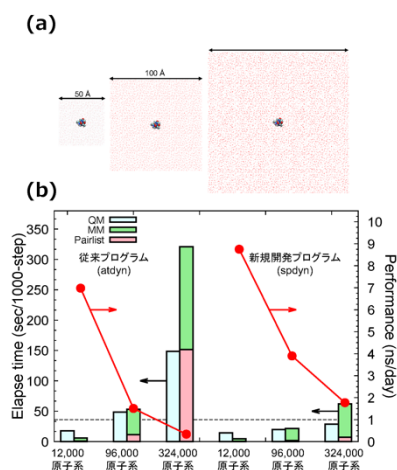 (a)
50 Å
100 Å
(b)
Elapse time (sec/1000-step)
350
300
250
200
150
100
50
0
QM
MM
Pairlist
従来プログラム
(atdyn)
新規開発プログラム
(spdyn)
10
9
8
7
6
5
4
3
2
1
0
Performance (ns/day)
12,000
原子系
96,000
原子系
324,000
原子系
12,000
原子系
96,000
原子系
324,000
原子系